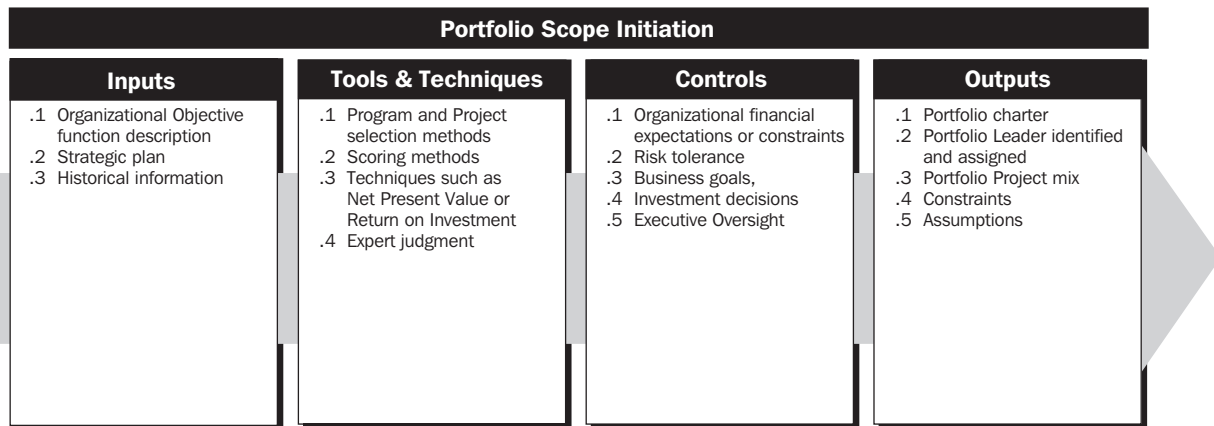 Portfolio Scope Initiation
Inputs
.1 Organizational Objective
function description
.2 Strategic plan
.3 Historical information
Tools & Techniques
.1 Program and Project
selection methods
.2 Scoring methods
.3 Techniques such as
Net Present Value or
Return on Investment
.4 Expert judgment
Controls
.1 Organizational financial
expectations or constraints
.2 Risk tolerance
.3 Business goals,
.4 Investment decisions
.5 Executive Oversight
Outputs
.1 Portfolio charter
.2 Portfolio Leader identified
and assigned
.3 Portfolio Project mix
.4 Constraints
.5 Assumptions